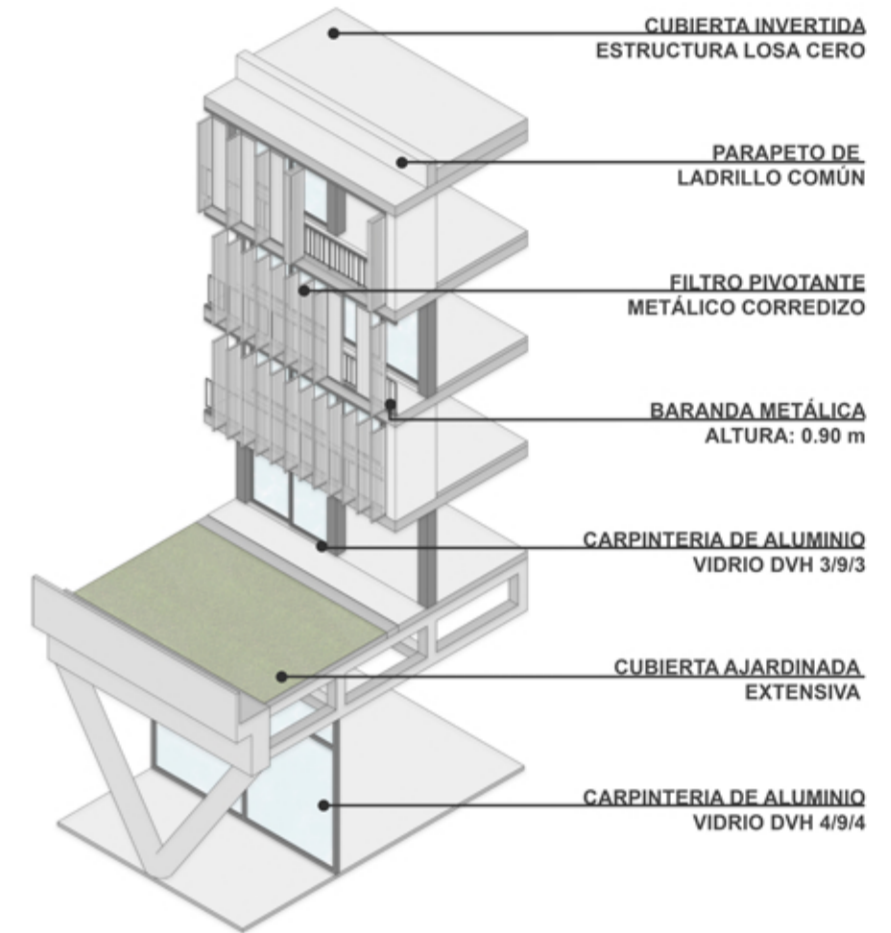 CUBIERTA INVERTIDA
ESTRUCTURA LOSA CERO
PARAPETO DE
LADRILLO COMÚN
FILTRO PIVOTANTE
METÁLICO CORREDIZO
BARANDA METÁLICA
ALTURA: 0.90 m
CARPINTERIA DE ALUMINIO
VIDRIO DVH 3/9/3
CUBIERTA AJARDINADA
EXTENSIVA
CARPINTERIA DE ALUMINIO
VIDRIO DVH 4/9/4